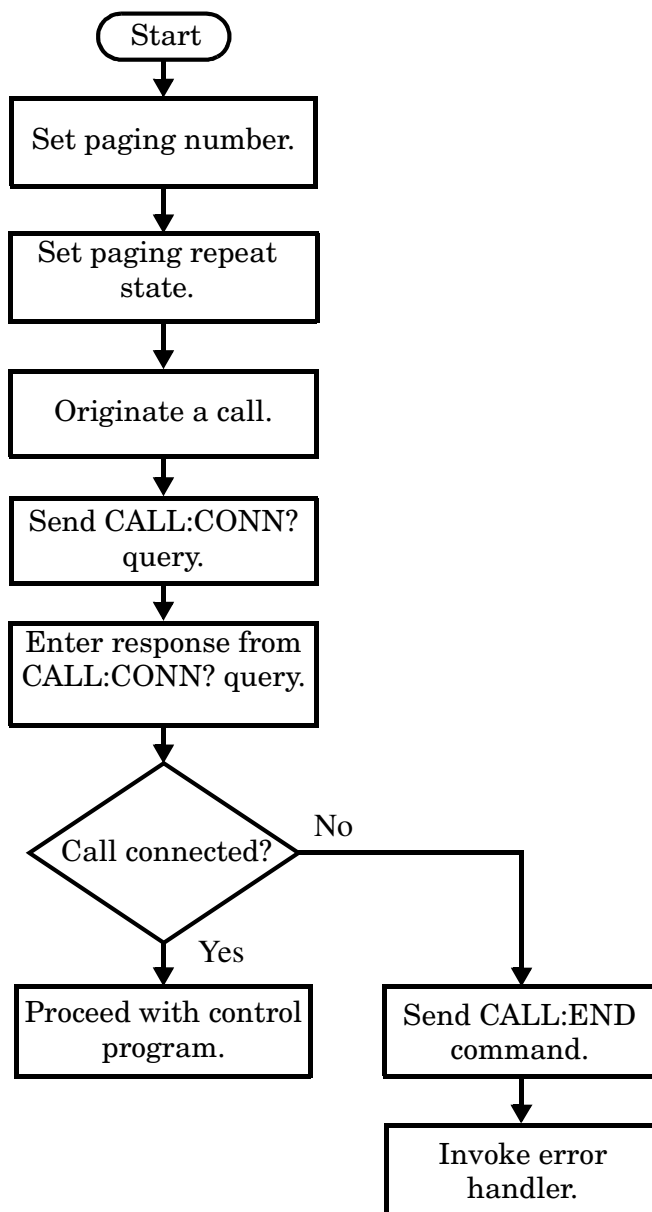 Start
Set paging number.
Set paging repeat
state.
Originate a call.
Send CALL:CONN?
query.
Enter response from
CALL:CONN? query.
Call connected?
No
Yes
Proceed with control
program.
Send CALL:END
command.
Invoke error
handler.